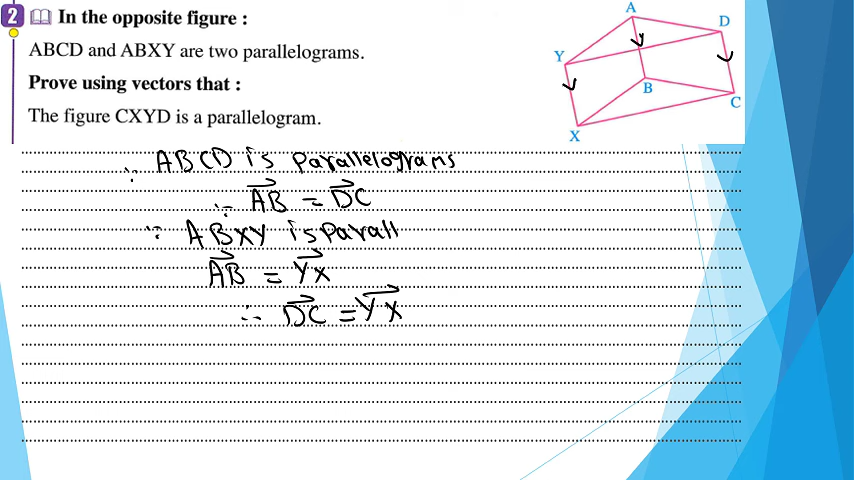 2 In the opposite figure :
ABCD and ABXY are two parallelograms.
Prove using vectors that :
The figure CXYD is a parallelogram.
A
D
Y
B
C
X
∵ ABCD is parallelograms
∵ AB = DC
∵ ABXY is parall
AB = YX
∴ DC = YX